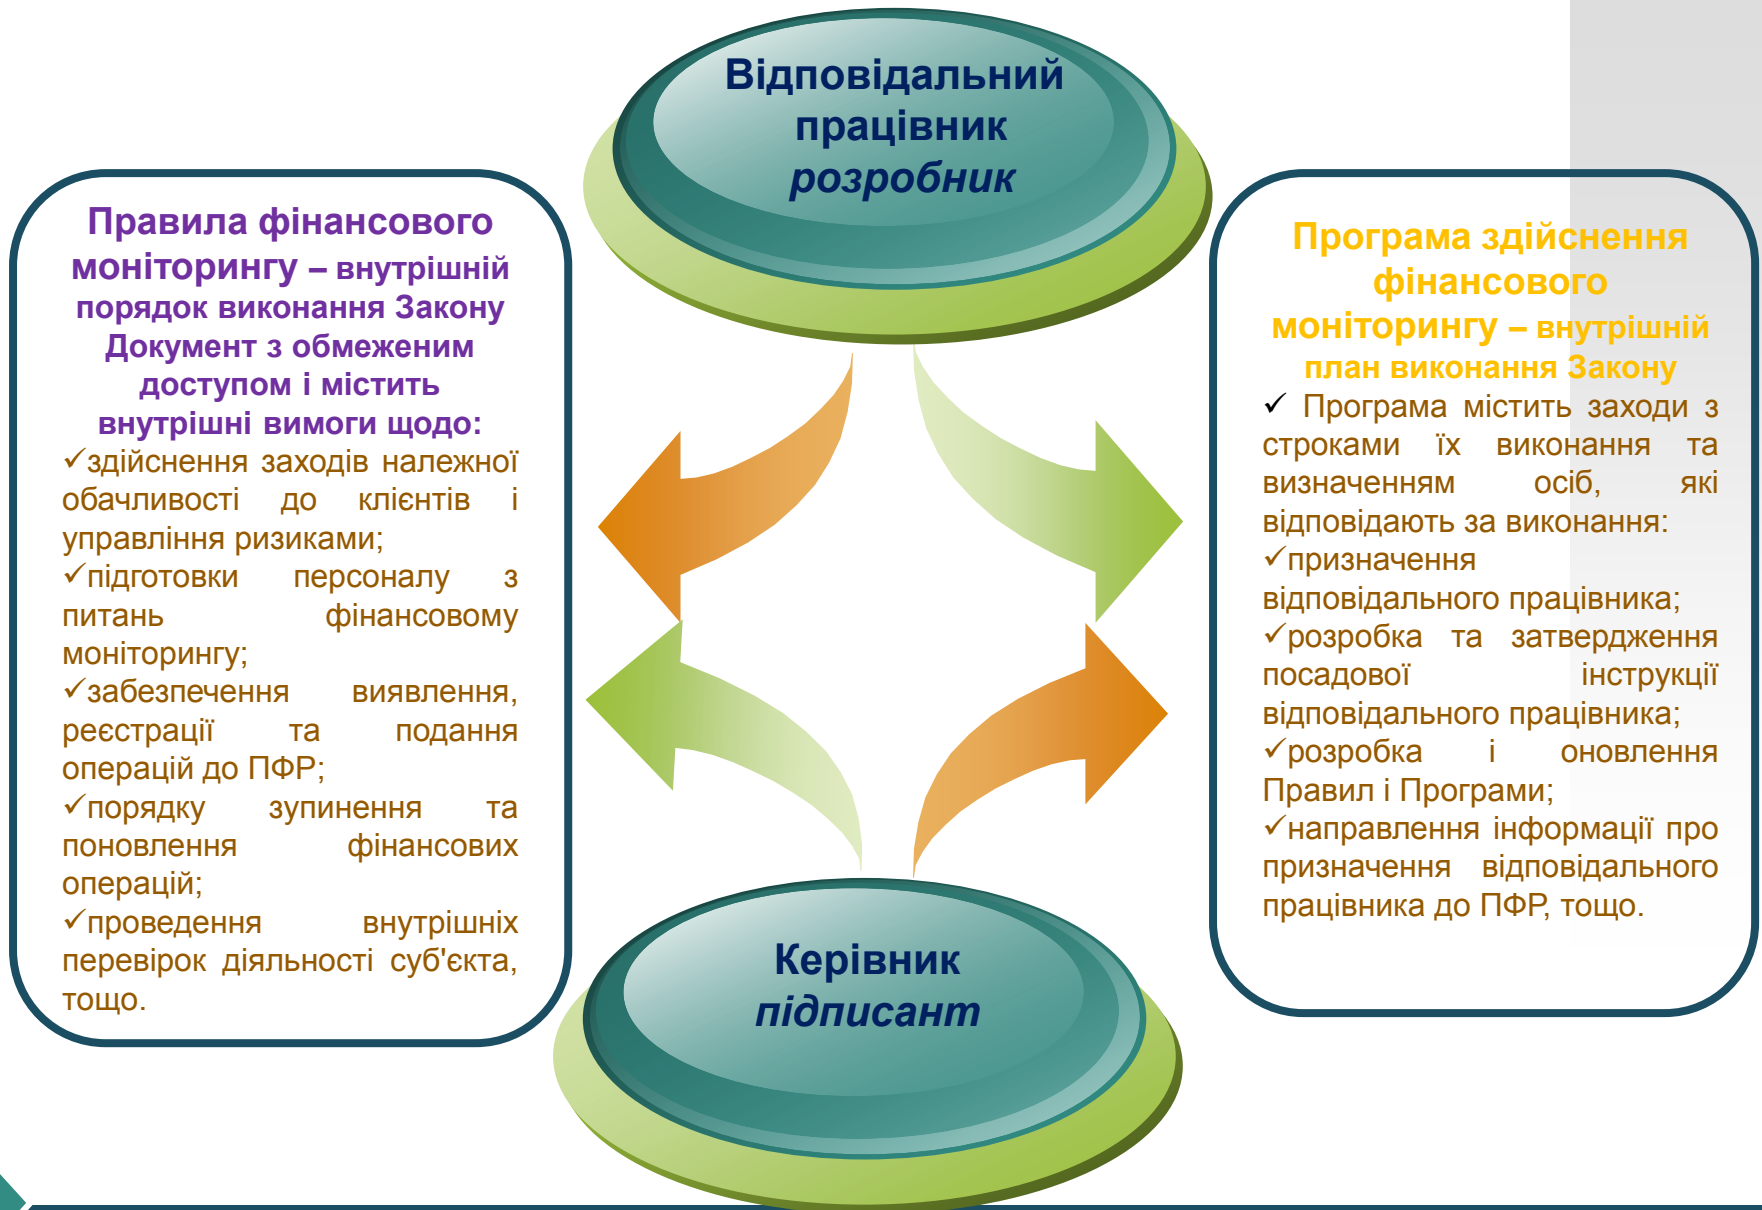 Відповідальний
працівник
розробник
Правила фінансового
моніторингу – внутрішній
порядок виконання Закону
Документ з обмеженим
доступом і містить
внутрішні вимоги щодо:
✓здійснення заходів належної
обачливості до клієнтів і
управління ризиками;
✓підготовки персоналу з
питань фінансовому
моніторингу;
✓забезпечення виявлення,
реєстрації та подання
операцій до ПФР;
✓порядку зупинення та
поновлення фінансових
операцій;
✓проведення внутрішніх
перевірок діяльності суб'єкта,
тощо.
Програма здійснення
фінансового
моніторингу – внутрішній
план виконання Закону
✓ Програма містить заходи з
строками їх виконання та
визначенням осіб, які
відповідають за виконання:
✓призначення
відповідального працівника;
✓розробка та затвердження
посадової інструкції
відповідального працівника;
✓розробка і оновлення
Правил і Програми;
✓направлення інформації про
призначення відповідального
працівника до ПФР, тощо.
Керівник
підписант